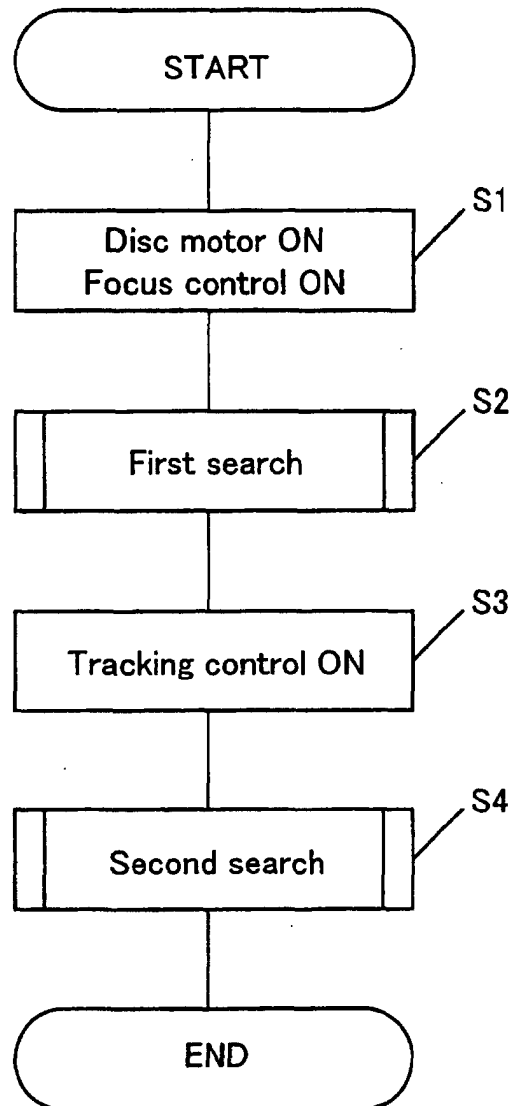 START
S1
Disc motor ON
Focus control ON
S2
First search
S3
Tracking control ON
S4
Second search
END